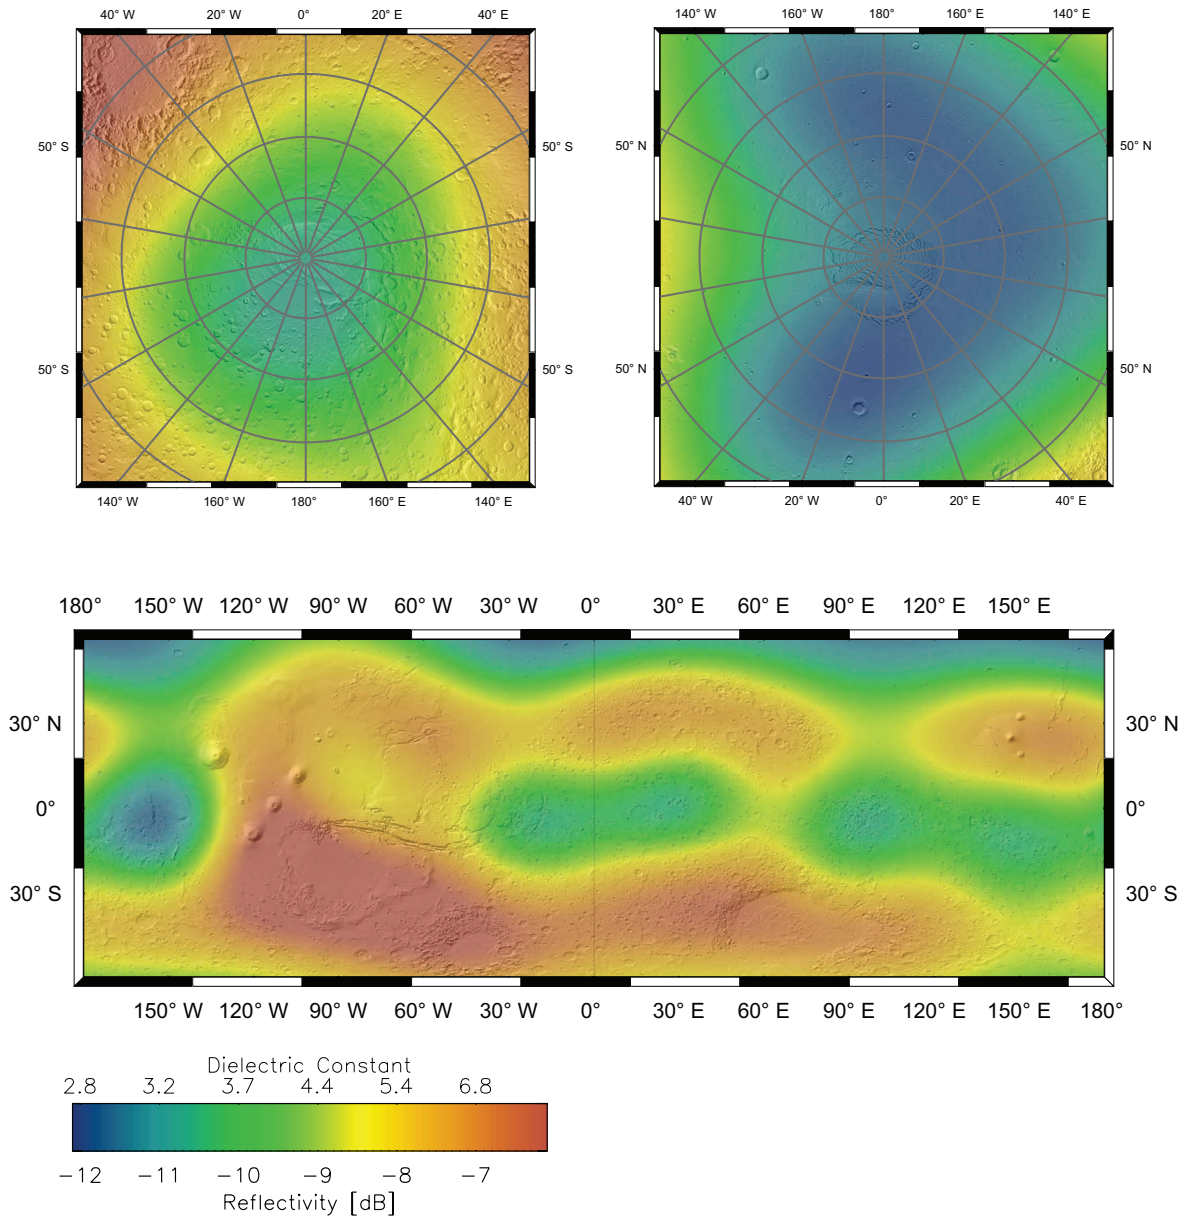 40° W 20° W 0° 20° E 40° E
140° W 160° W 180° 160° E 140° E
50° S 50° S 50° N 50° N
50° S 50° S 50° N 50° N
140° W 160° W 180° 160° E 140° E
40° W 20° W 0° 20° E 40° E
180° 150° W 120° W 90° W 60° W 30° W 0° 30° E 60° E 90° E 120° E 150° E
30° N 30° N
0° 0°
30° S 30° S
150° W 120° W 90° W 60° W 30° W 0° 30° E 60° E 90° E 120° E 150° E 180°
Dielectric Constant
2.8 3.2 3.7 4.4 5.4 6.8
−12 −11 −10 −9 −8 −7
Reflectivity [dB]